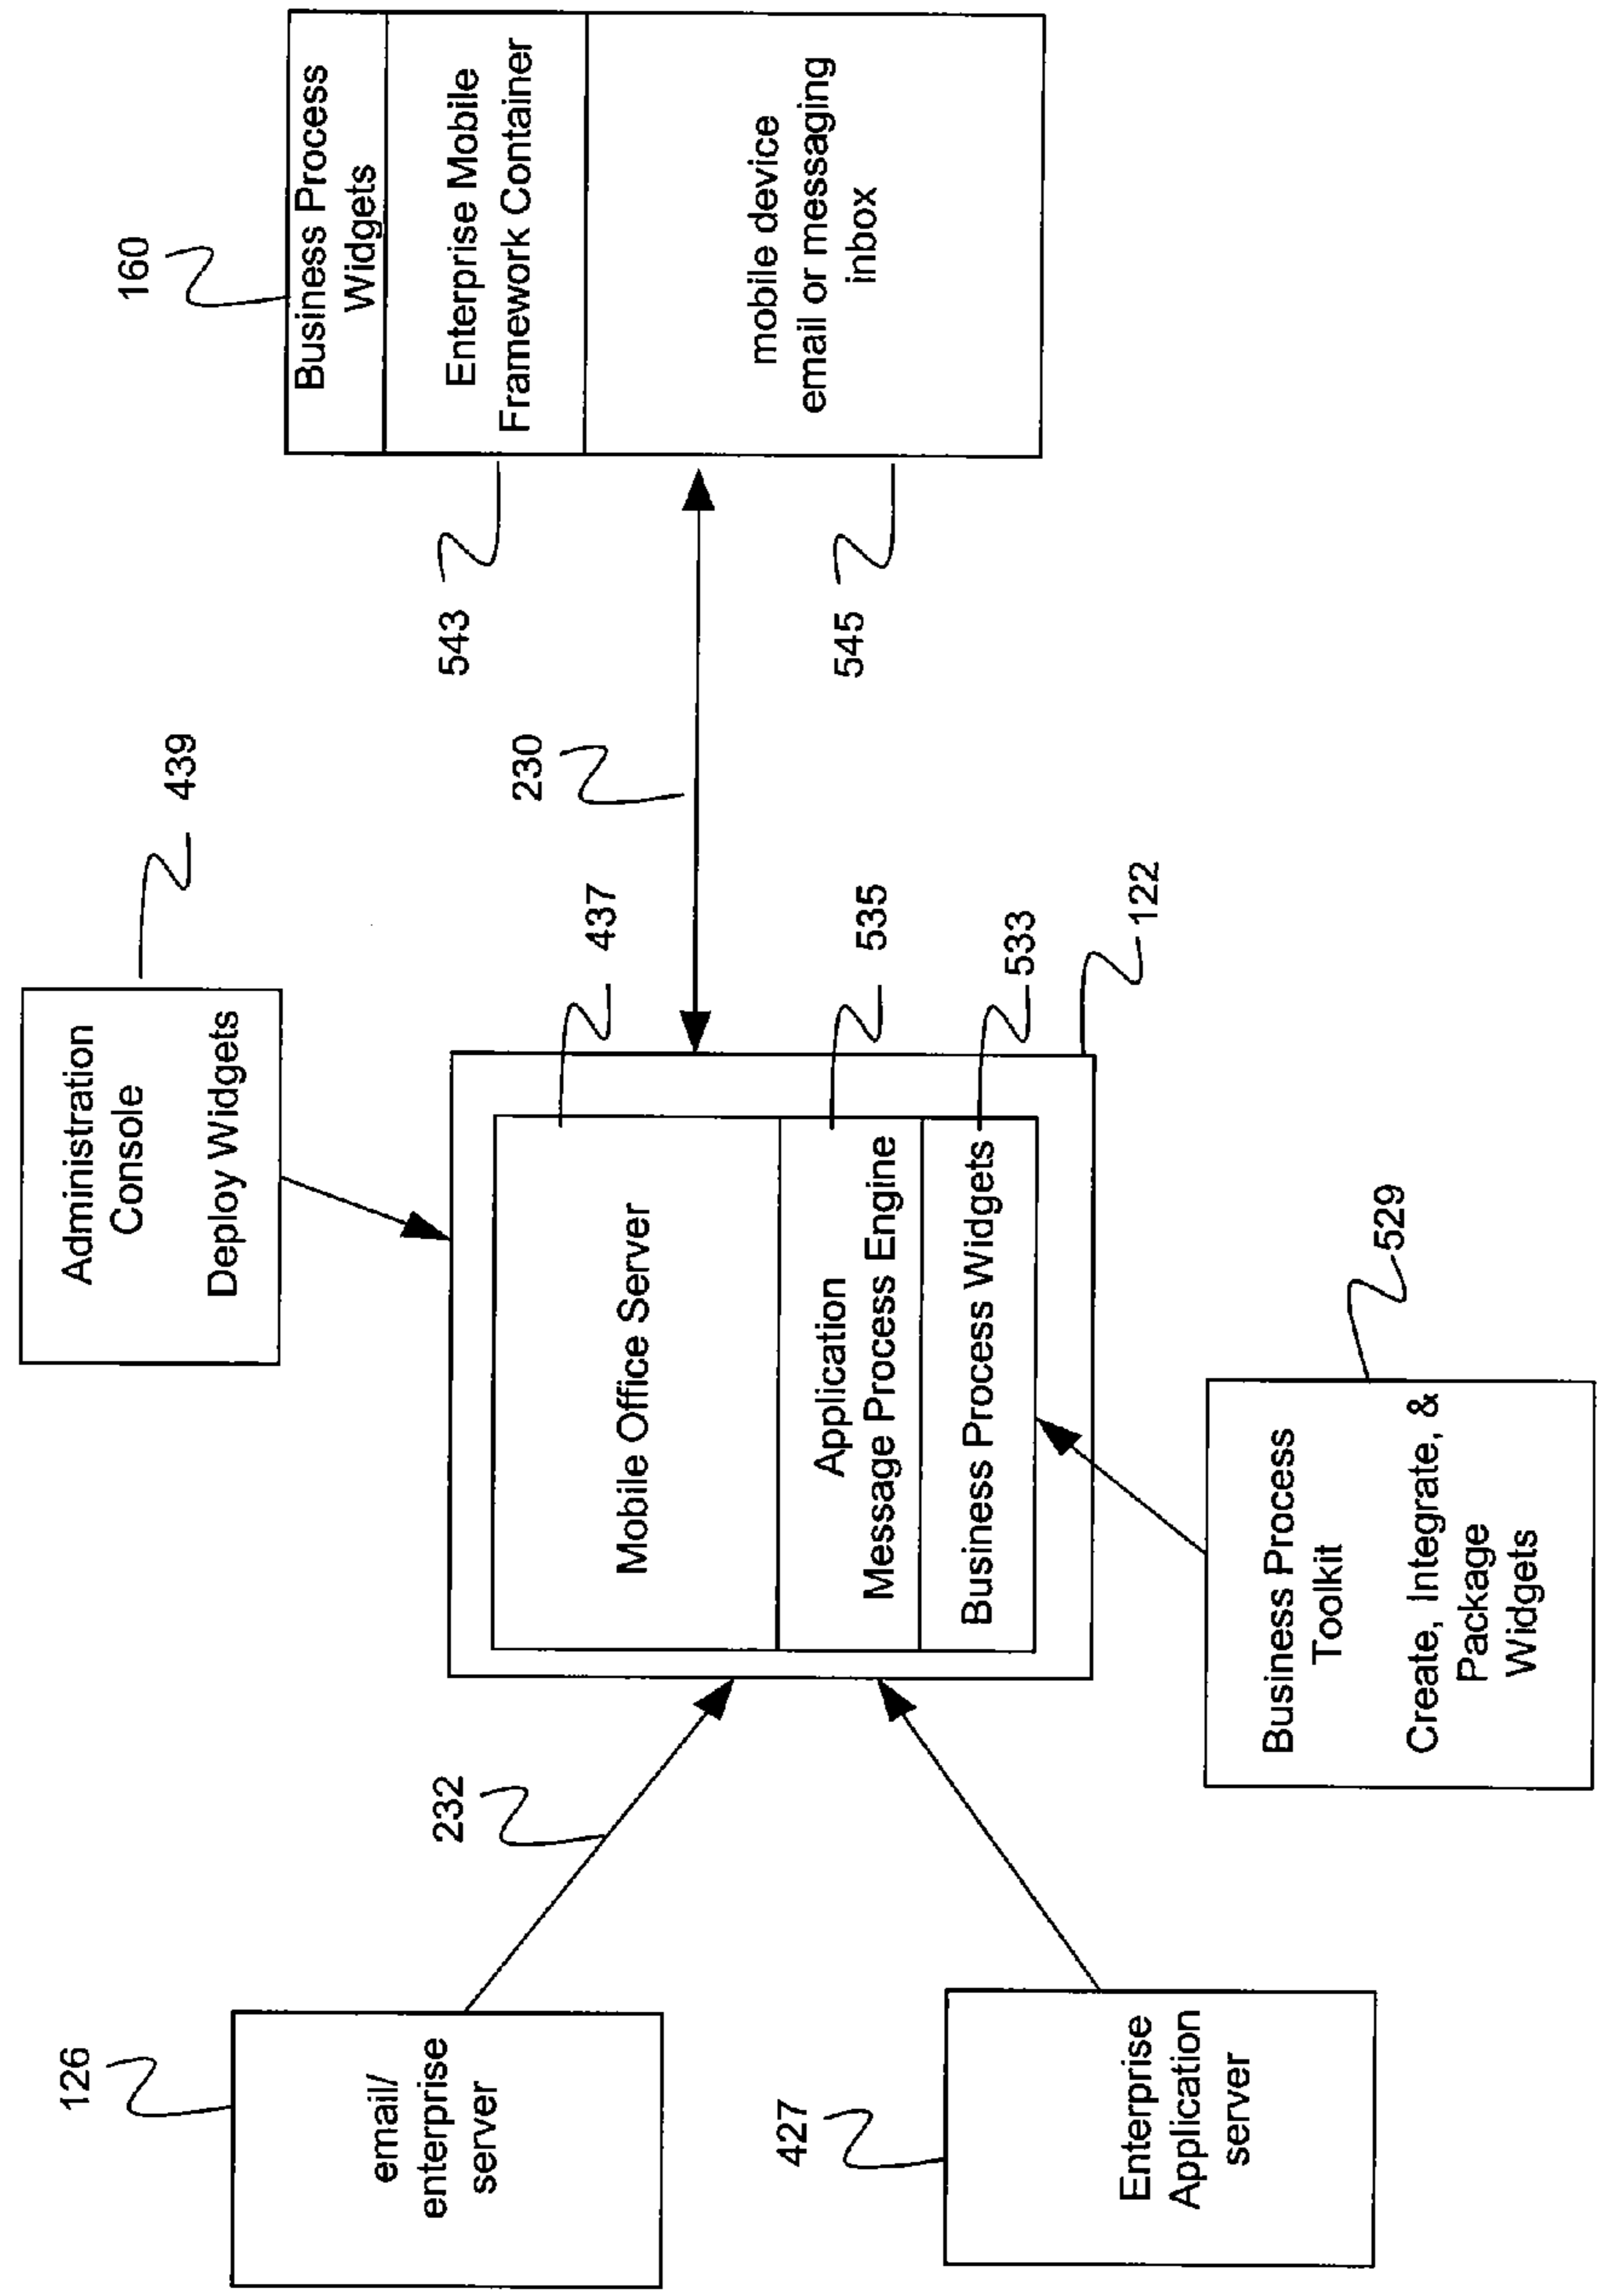 126
email/
enterprise
server
427
Enterprise
Application
server
232
Administration
Console
Deploy Widgets
439
Mobile Office Server
437
Application
Message Process Engine
535
Business Process Widgets
533
122
Business Process
Toolkit
Create, Integrate, &
Package
Widgets
529
230
160
Business Process
Widgets
Enterprise Mobile
Framework Container
543
mobile device
email or messaging
inbox
545